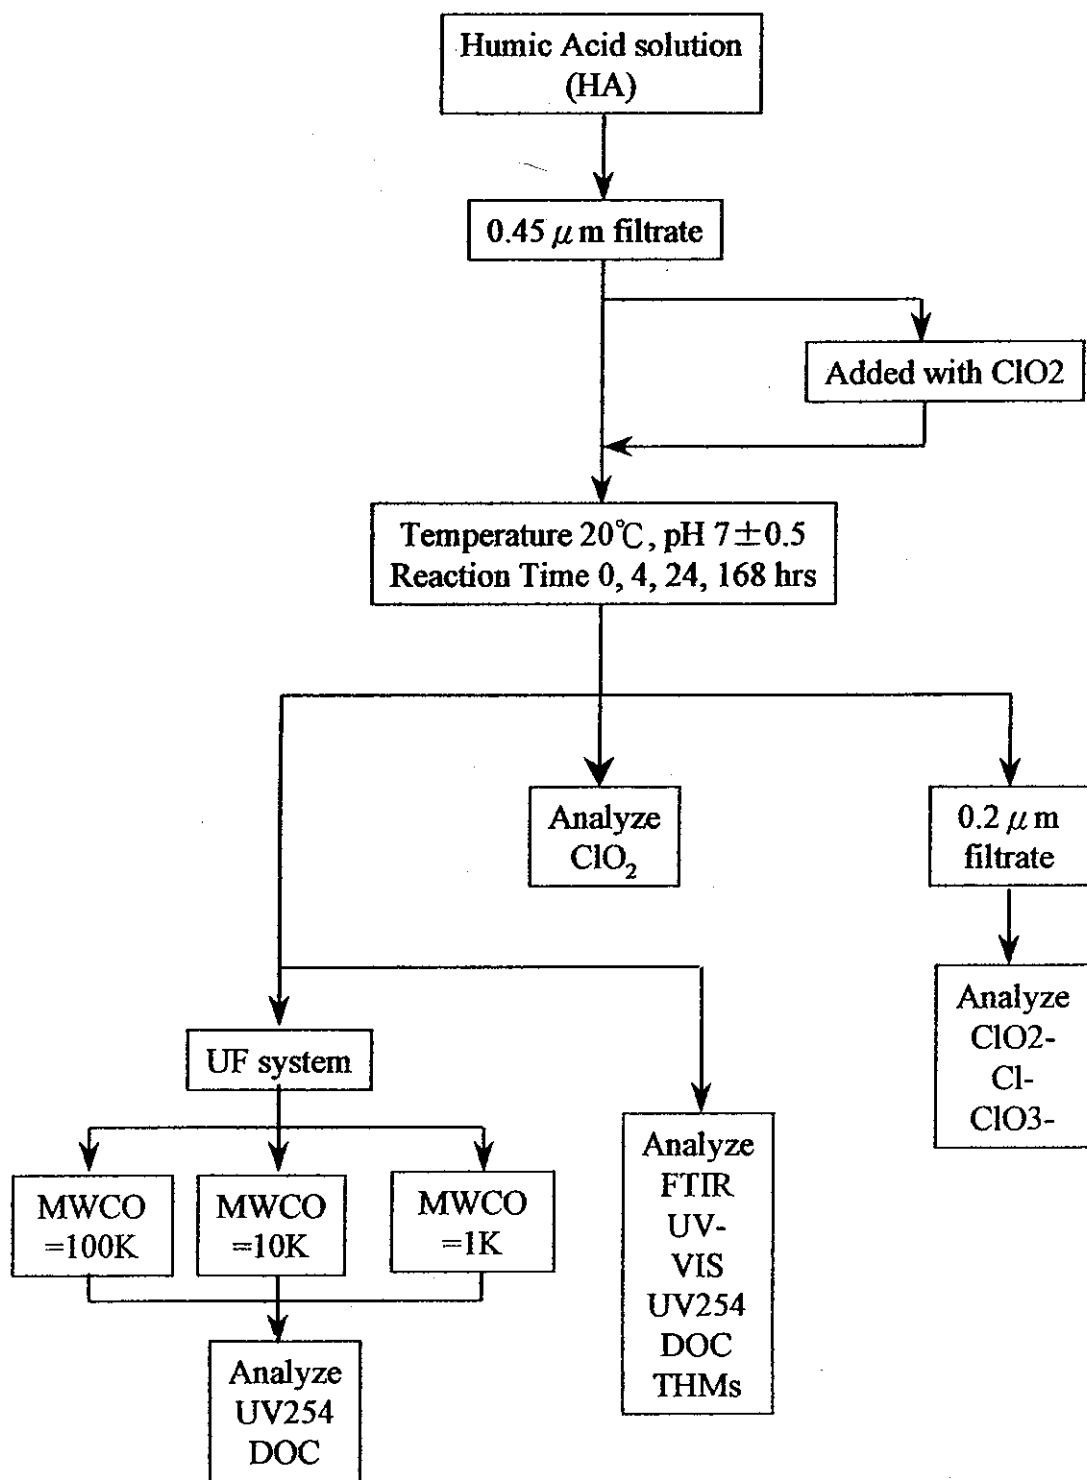 Humic Acid solution
(HA)
0.45 μm filtrate
Added with ClO2
Temperature 20℃, pH 7±0.5
Reaction Time 0, 4, 24, 168 hrs
Analyze
ClO₂
0.2 μm
filtrate
Analyze
ClO2-
Cl-
ClO3-
UF system
MWCO
=100K
MWCO
=10K
MWCO
=1K
Analyze
FTIR
UV-
VIS
UV254
DOC
THMs
Analyze
UV254
DOC